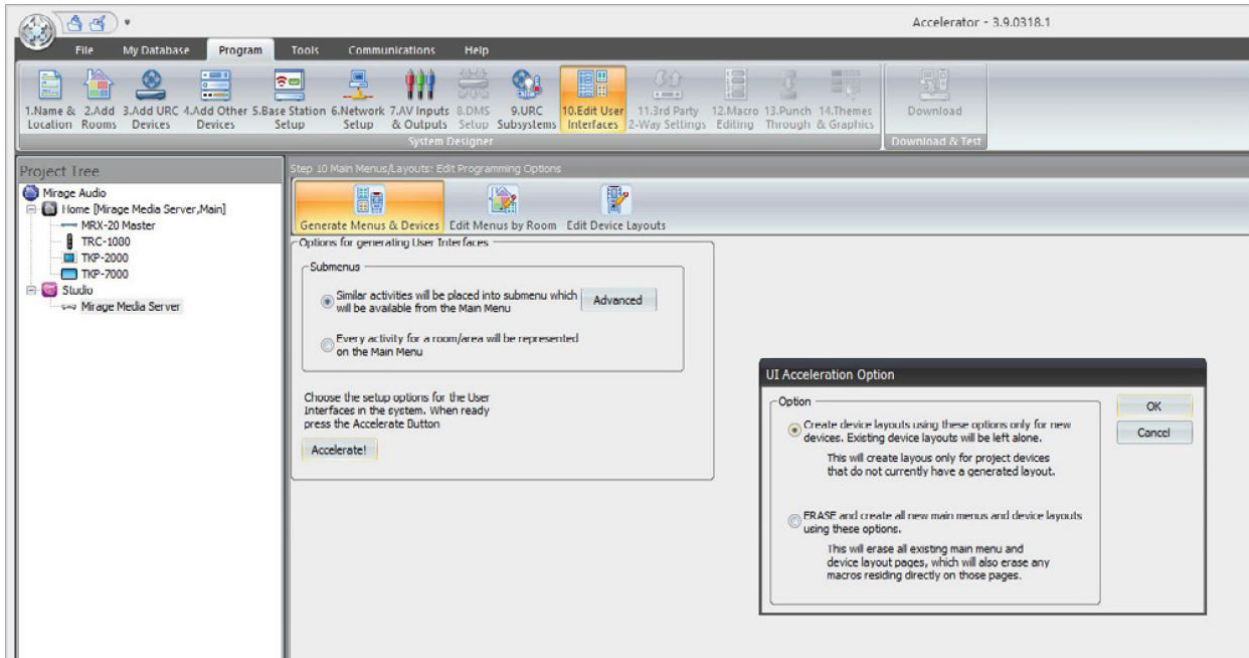 Accelerator - 3.9.0318.1
File My Database Program Tools Communications Help
1.Name & 2.Add 3.Add URC 4.Add Other 5.Base Station 6.Network 7.AV Inputs 8.DMS 9.URC 10.Edit User 11.3rd Party 12.Macro 13.Punch 14.Themes Download
Location Rooms Devices Devices Setup Setup & Outputs Setup Subsystems Interfaces 2-Way Settings Editing Through & Graphics
System Designer Download & Test
Project Tree
Mirage Audio
Home [Mirage Media Server,Main]
MRX-20 Master
TRC-1080
TKP-2000
TKP-7000
Studio
Mirage Media Server
Step 10 Main Menus/Layouts: Edit Programming Options
Generate Menus & Devices Edit Menus by Room Edit Device Layouts
Options for generating User Interfaces
Submenus
Similar activities will be placed into submenu which
will be available from the Main Menu
Advanced
Every activity for a room/area will be represented
on the Main Menu
Choose the setup options for the User
Interfaces in the system. When ready
press the Accelerate Button
Accelerate!
UI Acceleration Option
Option
Create device layouts using these options only for new
devices. Existing device layouts will be left alone.
This will create layous only for project devices
that do not currently have a generated layout.
ERASE and create all new main menus and device layouts
using these options.
This will erase all existing main menu and
device layout pages, which will also erase any
macros residing directly on those pages.
OK
Cancel